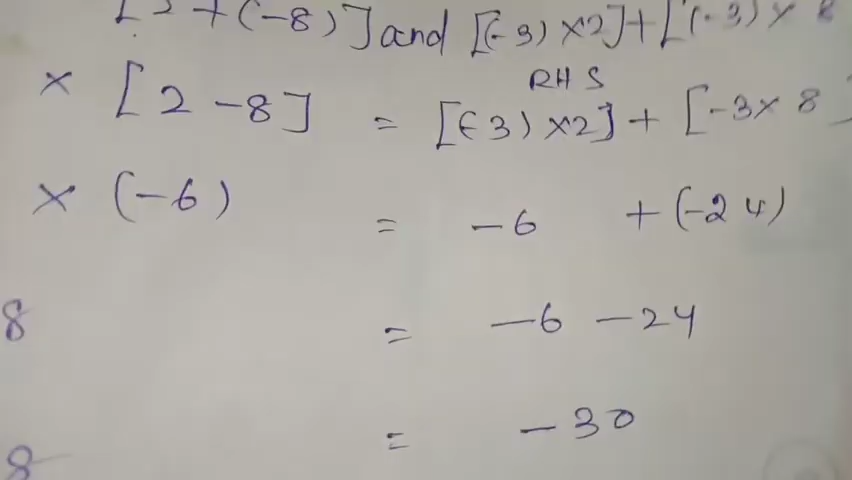 [2 + (-8)] and [(-3) ×2]+[(-3) × 8
RHS
× [2 -8] = [(-3) ×2] + [-3× 8]
× (-6) = -6 + (-24)
8 = -6 -24
8 = -30